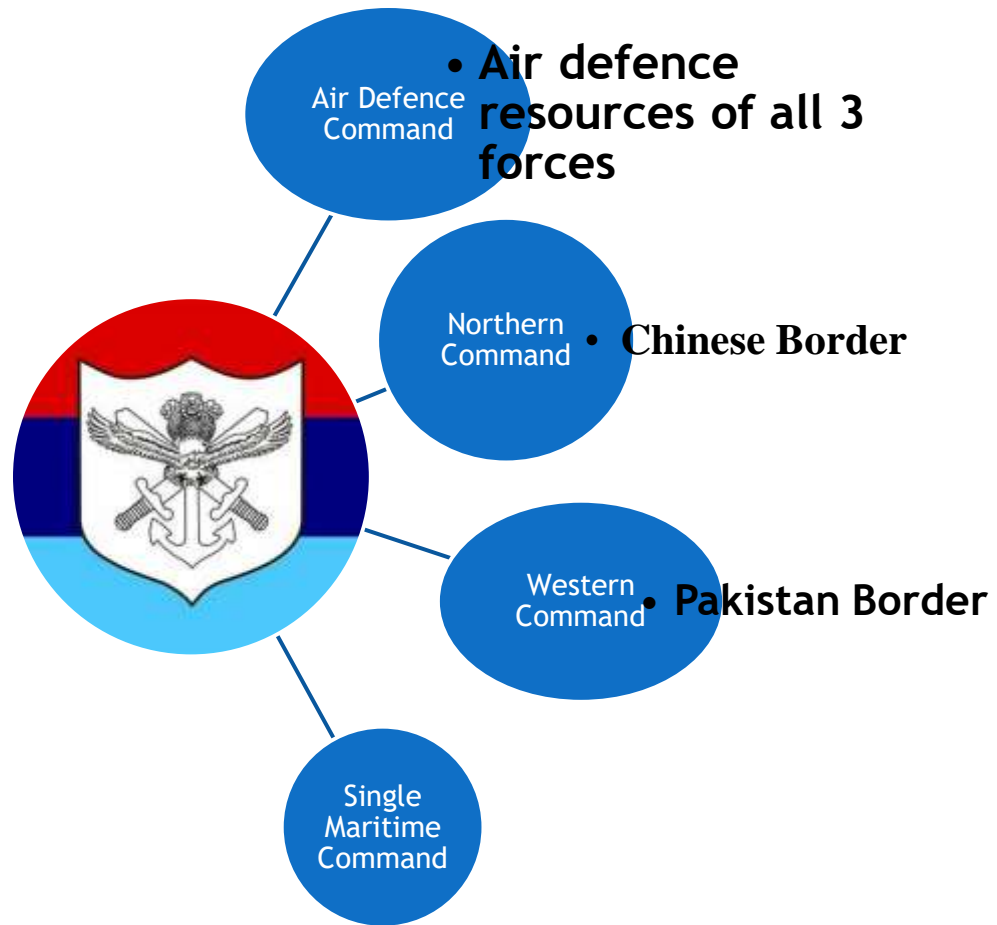 Air Defence
Command
• Air defence
resources of all 3
forces
Northern
Command
• Chinese Border
Western
Command
• Pakistan Border
Single
Maritime
Command